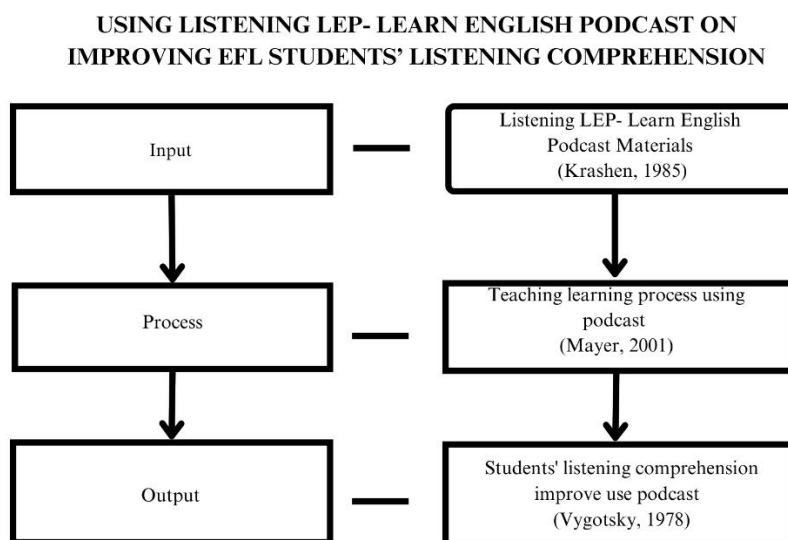 USING LISTENING LEP- LEARN ENGLISH PODCAST ON
IMPROVING EFL STUDENTS' LISTENING COMPREHENSION
Input
Listening LEP- Learn English
Podcast Materials
(Krashen, 1985)
Process
Teaching learning process using
podcast
(Mayer, 2001)
Output
Students' listening comprehension
improve use podcast
(Vygotsky, 1978)